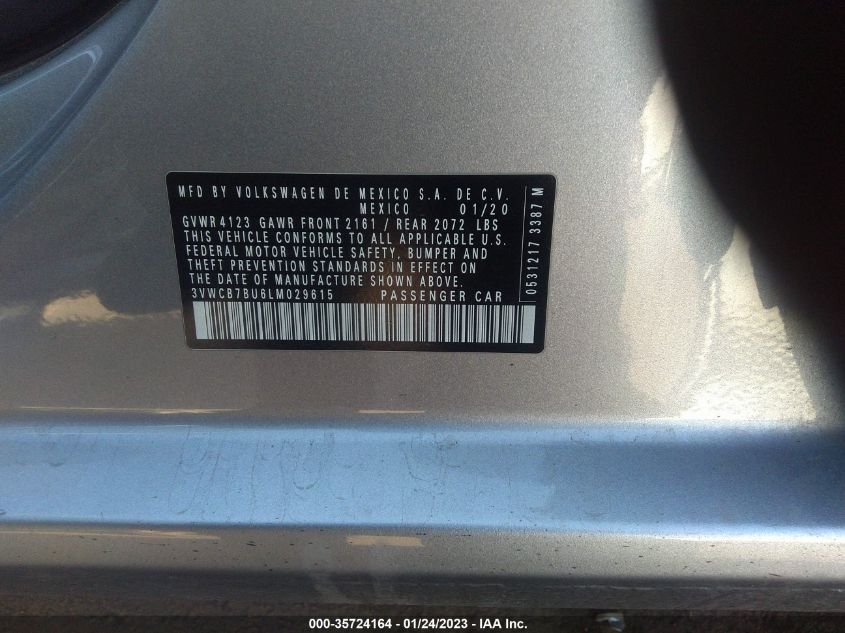 MFD BY VOLKSWAGEN DE MEXICO S.A. DE C.V.
MEXICO 01/20
GVWR 4123 GAWR FRONT 2161 / REAR 2072 LBS
THIS VEHICLE CONFORMS TO ALL APPLICABLE U.S.
FEDERAL MOTOR VEHICLE SAFETY, BUMPER AND
THEFT PREVENTION STANDARDS IN EFFECT ON
THE DATE OF MANUFACTURE SHOWN ABOVE.
3VWCB7BU6LM029615 PASSENGER CAR
0531217 3387 M
000-35724164 - 01/24/2023 - IAA Inc.